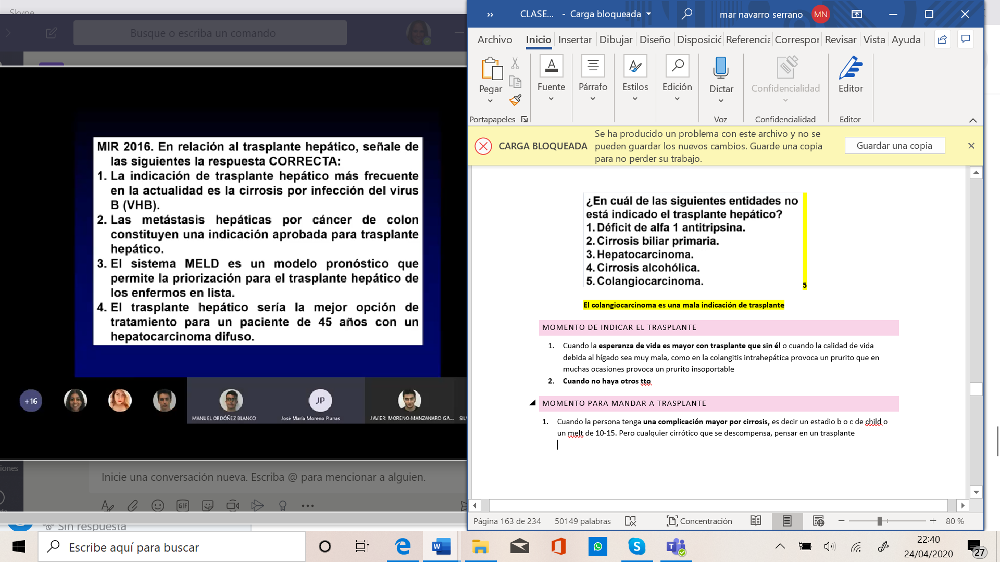 Skype
Busque o escriba un comando
MIR 2016. En relación al trasplante hepático, señale de
las siguientes la respuesta CORRECTA:
1. La indicación de trasplante hepático más frecuente
en la actualidad es la cirrosis por infección del virus
B (VHB).
2. Las metástasis hepáticas por cáncer de colon
constituyen una indicación aprobada para trasplante
hepático.
3. El sistema MELD es un modelo pronóstico que
permite la priorización para el trasplante hepático de
los enfermos en lista.
4. El trasplante hepático sería la mejor opción de
tratamiento para un paciente de 45 años con un
hepatocarcinoma difuso.
+16
JP
MANUEL ORDÓÑEZ BLANCO
José María Moreno Planas
JAVIER MORENO-MANZANARO GA...
SIL
iones
Inicie una conversación nueva. Escriba @ para mencionar a alguien.
GIF
Sin respuesta
CLASE... - Carga bloqueada
mar navarro serrano MN
Archivo Inicio Insertar Dibujar Diseño Disposició Referencia Correspor Revisar Vista Ayuda
Pegar Fuente Párrafo Estilos Edición Dictar Confidencialidad Editor
Portapapeles Voz Confidencialidad Editor
CARGA BLOQUEADA
Se ha producido un problema con este archivo y no se
pueden guardar los nuevos cambios. Guarde una copia
para no perder su trabajo.
Guardar una copia
¿En cuál de las siguientes entidades no
está indicado el trasplante hepático?
1. Déficit de alfa 1 antitripsina.
2. Cirrosis biliar primaria.
3. Hepatocarcinoma.
4. Cirrosis alcohólica.
5. Colangiocarcinoma.
5
El colangiocarcinoma es una mala indicación de trasplante
MOMENTO DE INDICAR EL TRASPLANTE
1. Cuando la esperanza de vida es mayor con trasplante que sin él o cuando la calidad de vida
debida al hígado sea muy mala, como en la colangitis intrahepática provoca un prurito que en
muchas ocasiones provoca un prurito insoportable
2. Cuando no haya otros tto
MOMENTO PARA MANDAR A TRASPLANTE
1. Cuando la persona tenga una complicación mayor por cirrosis, es decir un estadio b o c de child o
un melt de 10-15. Pero cualquier cirrótico que se descompensa, pensar en un trasplante
Página 163 de 234 50149 palabras Concentración 80 %
Escribe aquí para buscar
22:40
24/04/2020
27